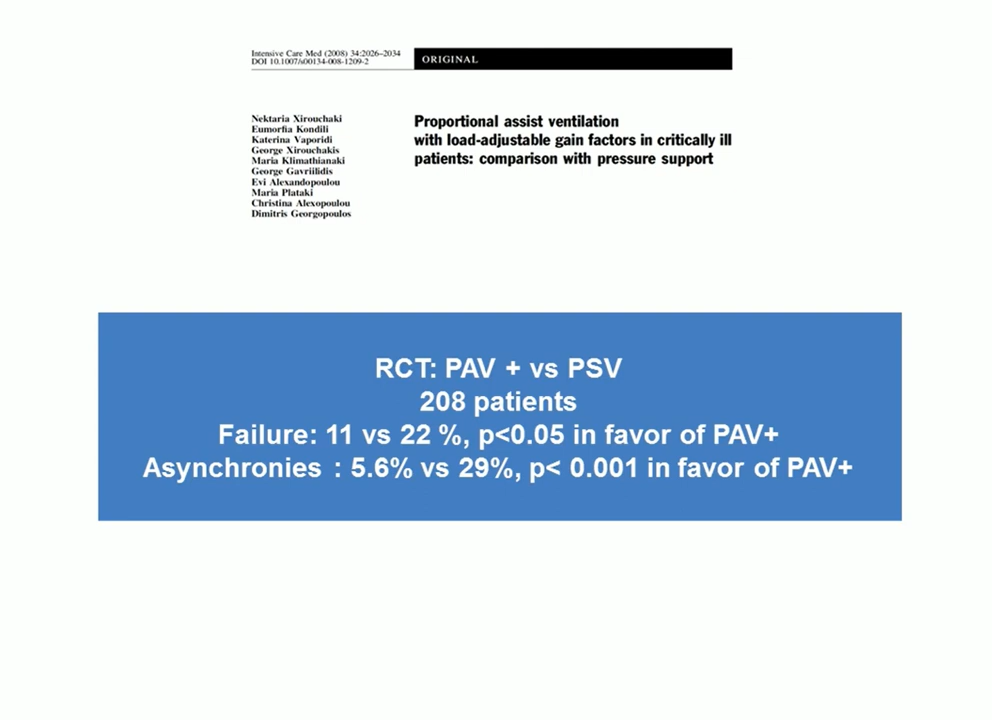 Intensive Care Med (2008) 34:2026–2034
DOI 10.1007/s00134-008-1209-2
ORIGINAL
Nektaria Xirouchaki
Eumorfia Kondili
Katerina Vaporidi
George Xirouchakis
Maria Klimathianaki
George Gavriilidis
Evi Alexandopoulou
Maria Plataki
Christina Alexopoulou
Dimitris Georgopoulos
Proportional assist ventilation
with load-adjustable gain factors in critically ill
patients: comparison with pressure support
RCT: PAV + vs PSV
208 patients
Failure: 11 vs 22 %, p<0.05 in favor of PAV+
Asynchronies : 5.6% vs 29%, p< 0.001 in favor of PAV+